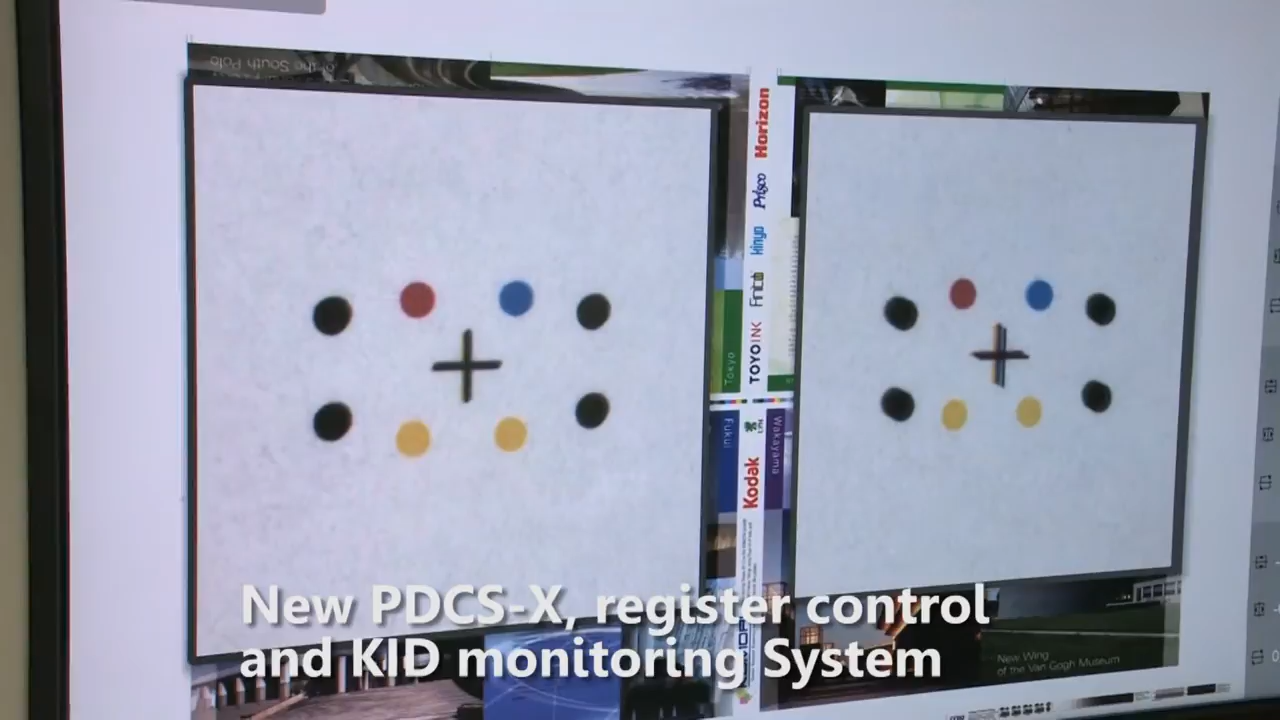 of the South Pole
Horizon
Prisco
Kinyo
TOYO INK
Tokyo
Fukui
Wakayama
Kodak
New PDCS-X, register control
and KID monitoring System
New Wing
of the Van Gogh Museum